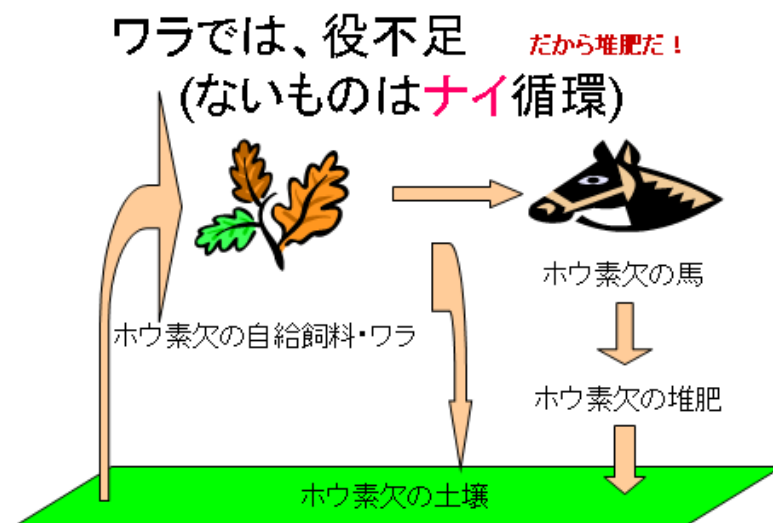 ワラでは、役不足
だから堆肥だ！
(ないものはナイ循環)
ホウ素欠の馬
ホウ素欠の自給飼料・ワラ
ホウ素欠の堆肥
ホウ素欠の土壌